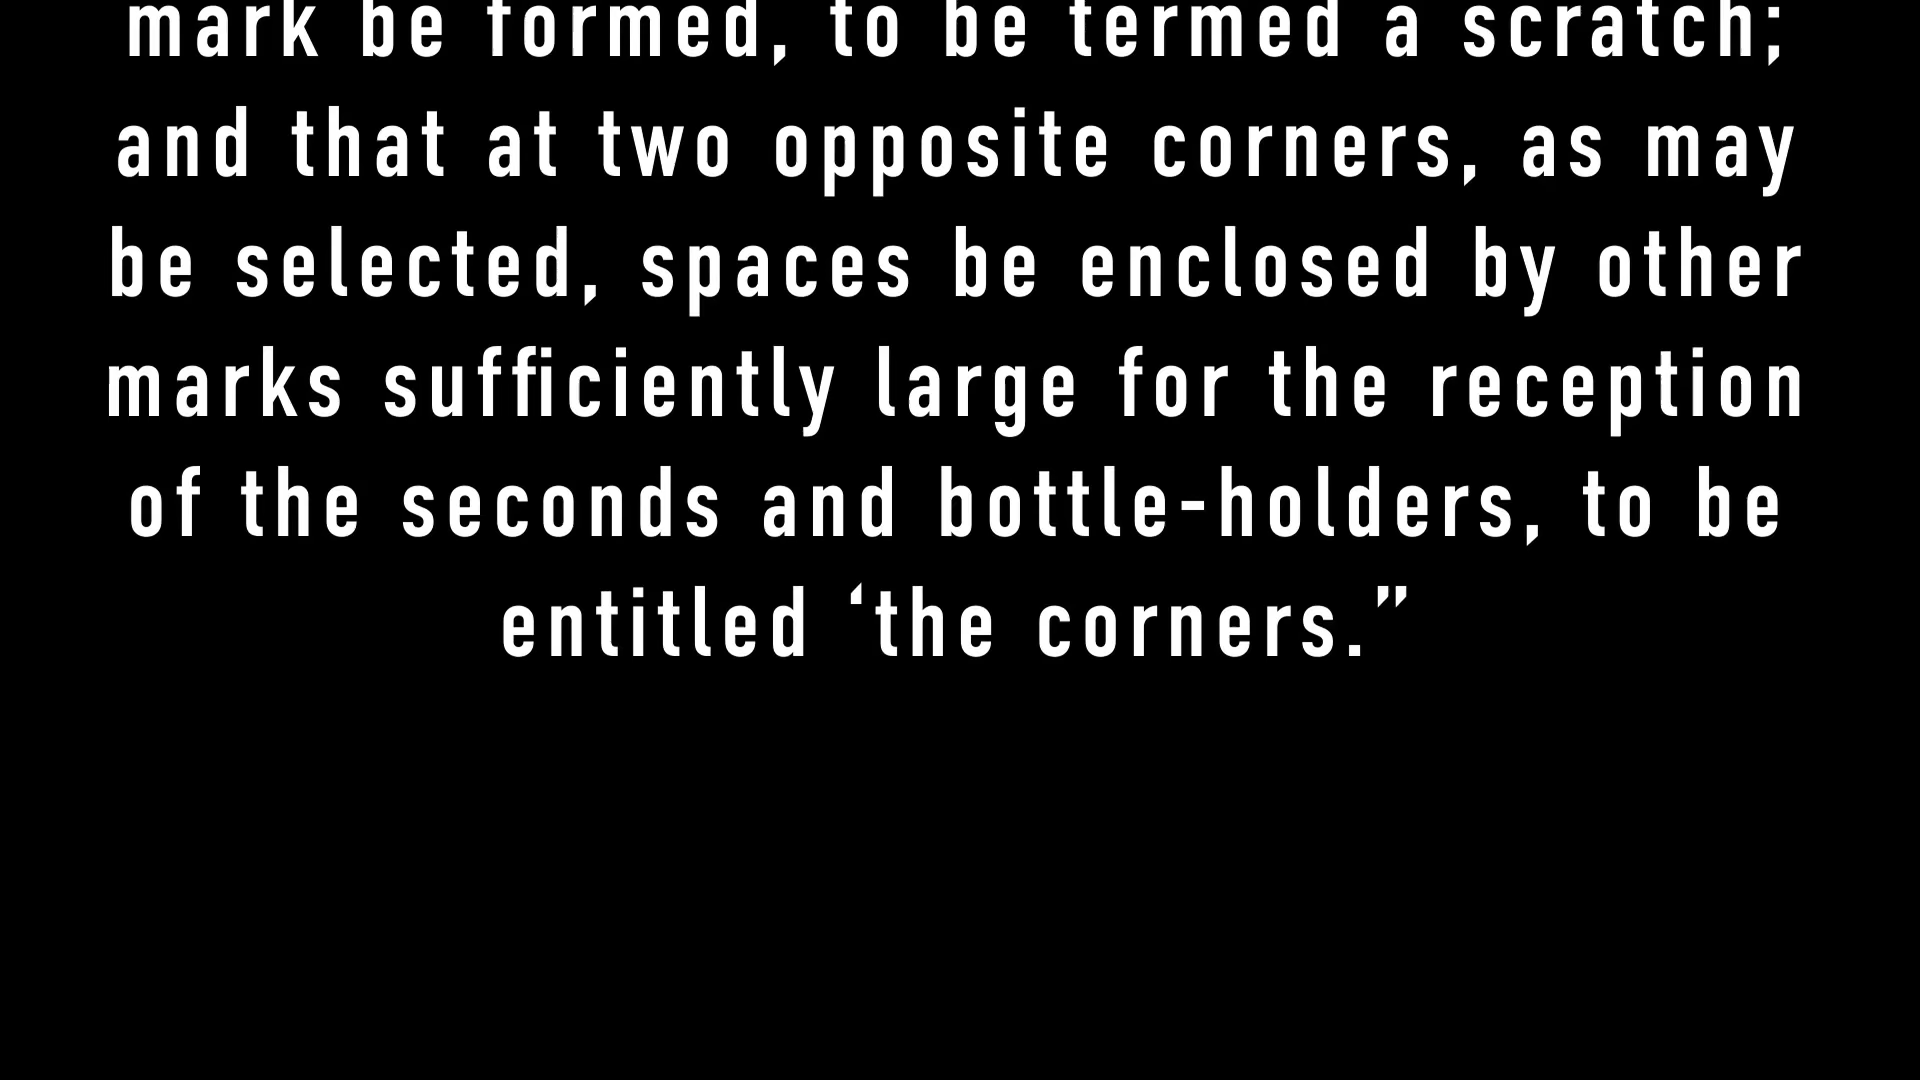 mark be formed, to be termed a scratch;
and that at two opposite corners, as may
be selected, spaces be enclosed by other
marks sufficiently large for the reception
of the seconds and bottle-holders, to be
entitled ‘the corners.”